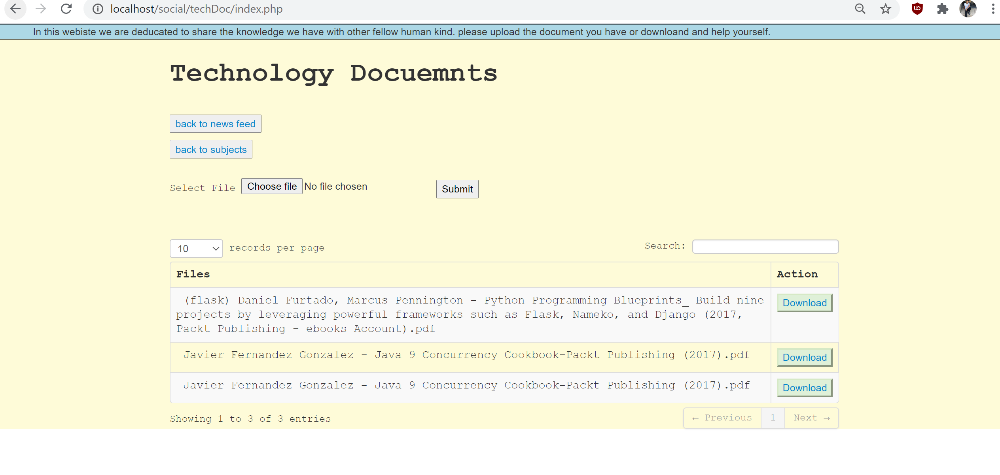 localhost/social/techDoc/index.php
In this webiste we are deducated to share the knowledge we have with other fellow human kind. please upload the document you have or downloand and help yourself.
Technology Docuemnts
back to news feed
back to subjects
Select File Choose file No file chosen Submit
10 records per page Search:
Files Action
(flask) Daniel Furtado, Marcus Pennington - Python Programming Blueprints_ Build nine Download
projects by leveraging powerful frameworks such as Flask, Nameko, and Django (2017,
Packt Publishing - ebooks Account).pdf
Javier Fernandez Gonzalez - Java 9 Concurrency Cookbook-Packt Publishing (2017).pdf Download
Javier Fernandez Gonzalez - Java 9 Concurrency Cookbook-Packt Publishing (2017).pdf Download
Showing 1 to 3 of 3 entries ← Previous 1 Next →